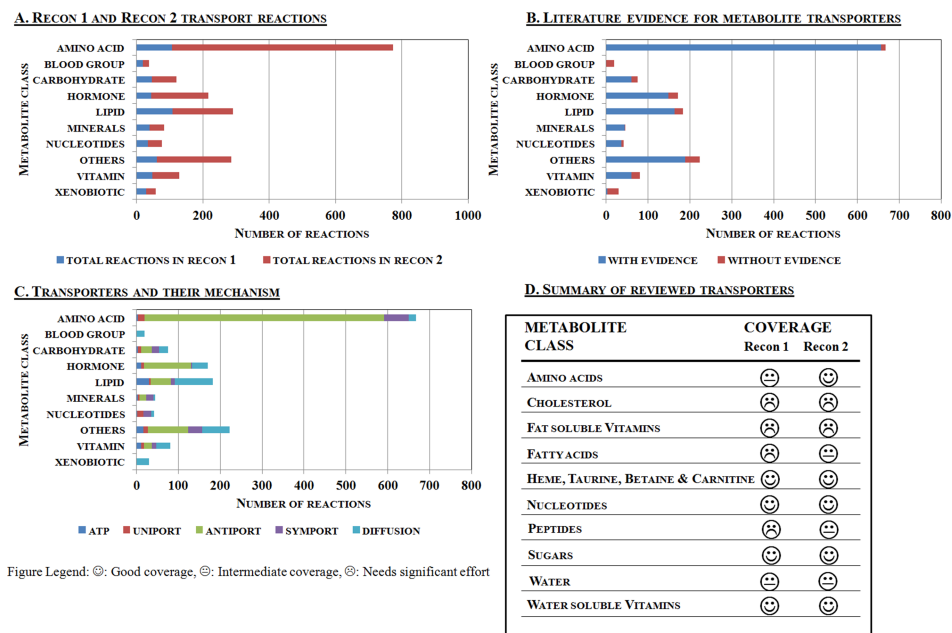 A. Recon 1 and Recon 2 transport reactions
METABOLITE CLASS
AMINO ACID
BLOOD GROUP
CARBOHYDRATE
HORMONE
LIPID
MINERALS
NUCLEOTIDES
OTHERS
VITAMIN
XENOBIOTIC
0 200 400 600 800 1000
NUMBER OF REACTIONS
TOTAL REACTIONS IN RECON 1 TOTAL REACTIONS IN RECON 2
B. Literature evidence for metabolite transporters
METABOLITE CLASS
AMINO ACID
BLOOD GROUP
CARBOHYDRATE
HORMONE
LIPID
MINERALS
NUCLEOTIDES
OTHERS
VITAMIN
XENOBIOTIC
0 100 200 300 400 500 600 700 800
NUMBER OF REACTIONS
WITH EVIDENCE WITHOUT EVIDENCE
C. Transporters and their mechanism
METABOLITE CLASS
AMINO ACID
BLOOD GROUP
CARBOHYDRATE
HORMONE
LIPID
MINERALS
NUCLEOTIDES
OTHERS
VITAMIN
XENOBIOTIC
0 100 200 300 400 500 600 700 800
NUMBER OF REACTIONS
ATP UNIPORT ANTIPORT SYMPORT DIFFUSION
Figure Legend: ☺: Good coverage, 😐: Intermediate coverage, ☹: Needs significant effort
D. Summary of reviewed transporters
METABOLITE CLASS COVERAGE
Recon 1 Recon 2
Amino acids 😐 ☺
Cholesterol ☹ ☹
Fat soluble Vitamins ☹ ☹
Fatty acids ☹ 😐
Heme, Taurine, Betaine & Carnitine ☺ ☺
Nucleotides ☺ ☺
Peptides ☹ 😐
Sugars ☺ ☺
Water 😐 😐
Water soluble Vitamins ☺ ☺